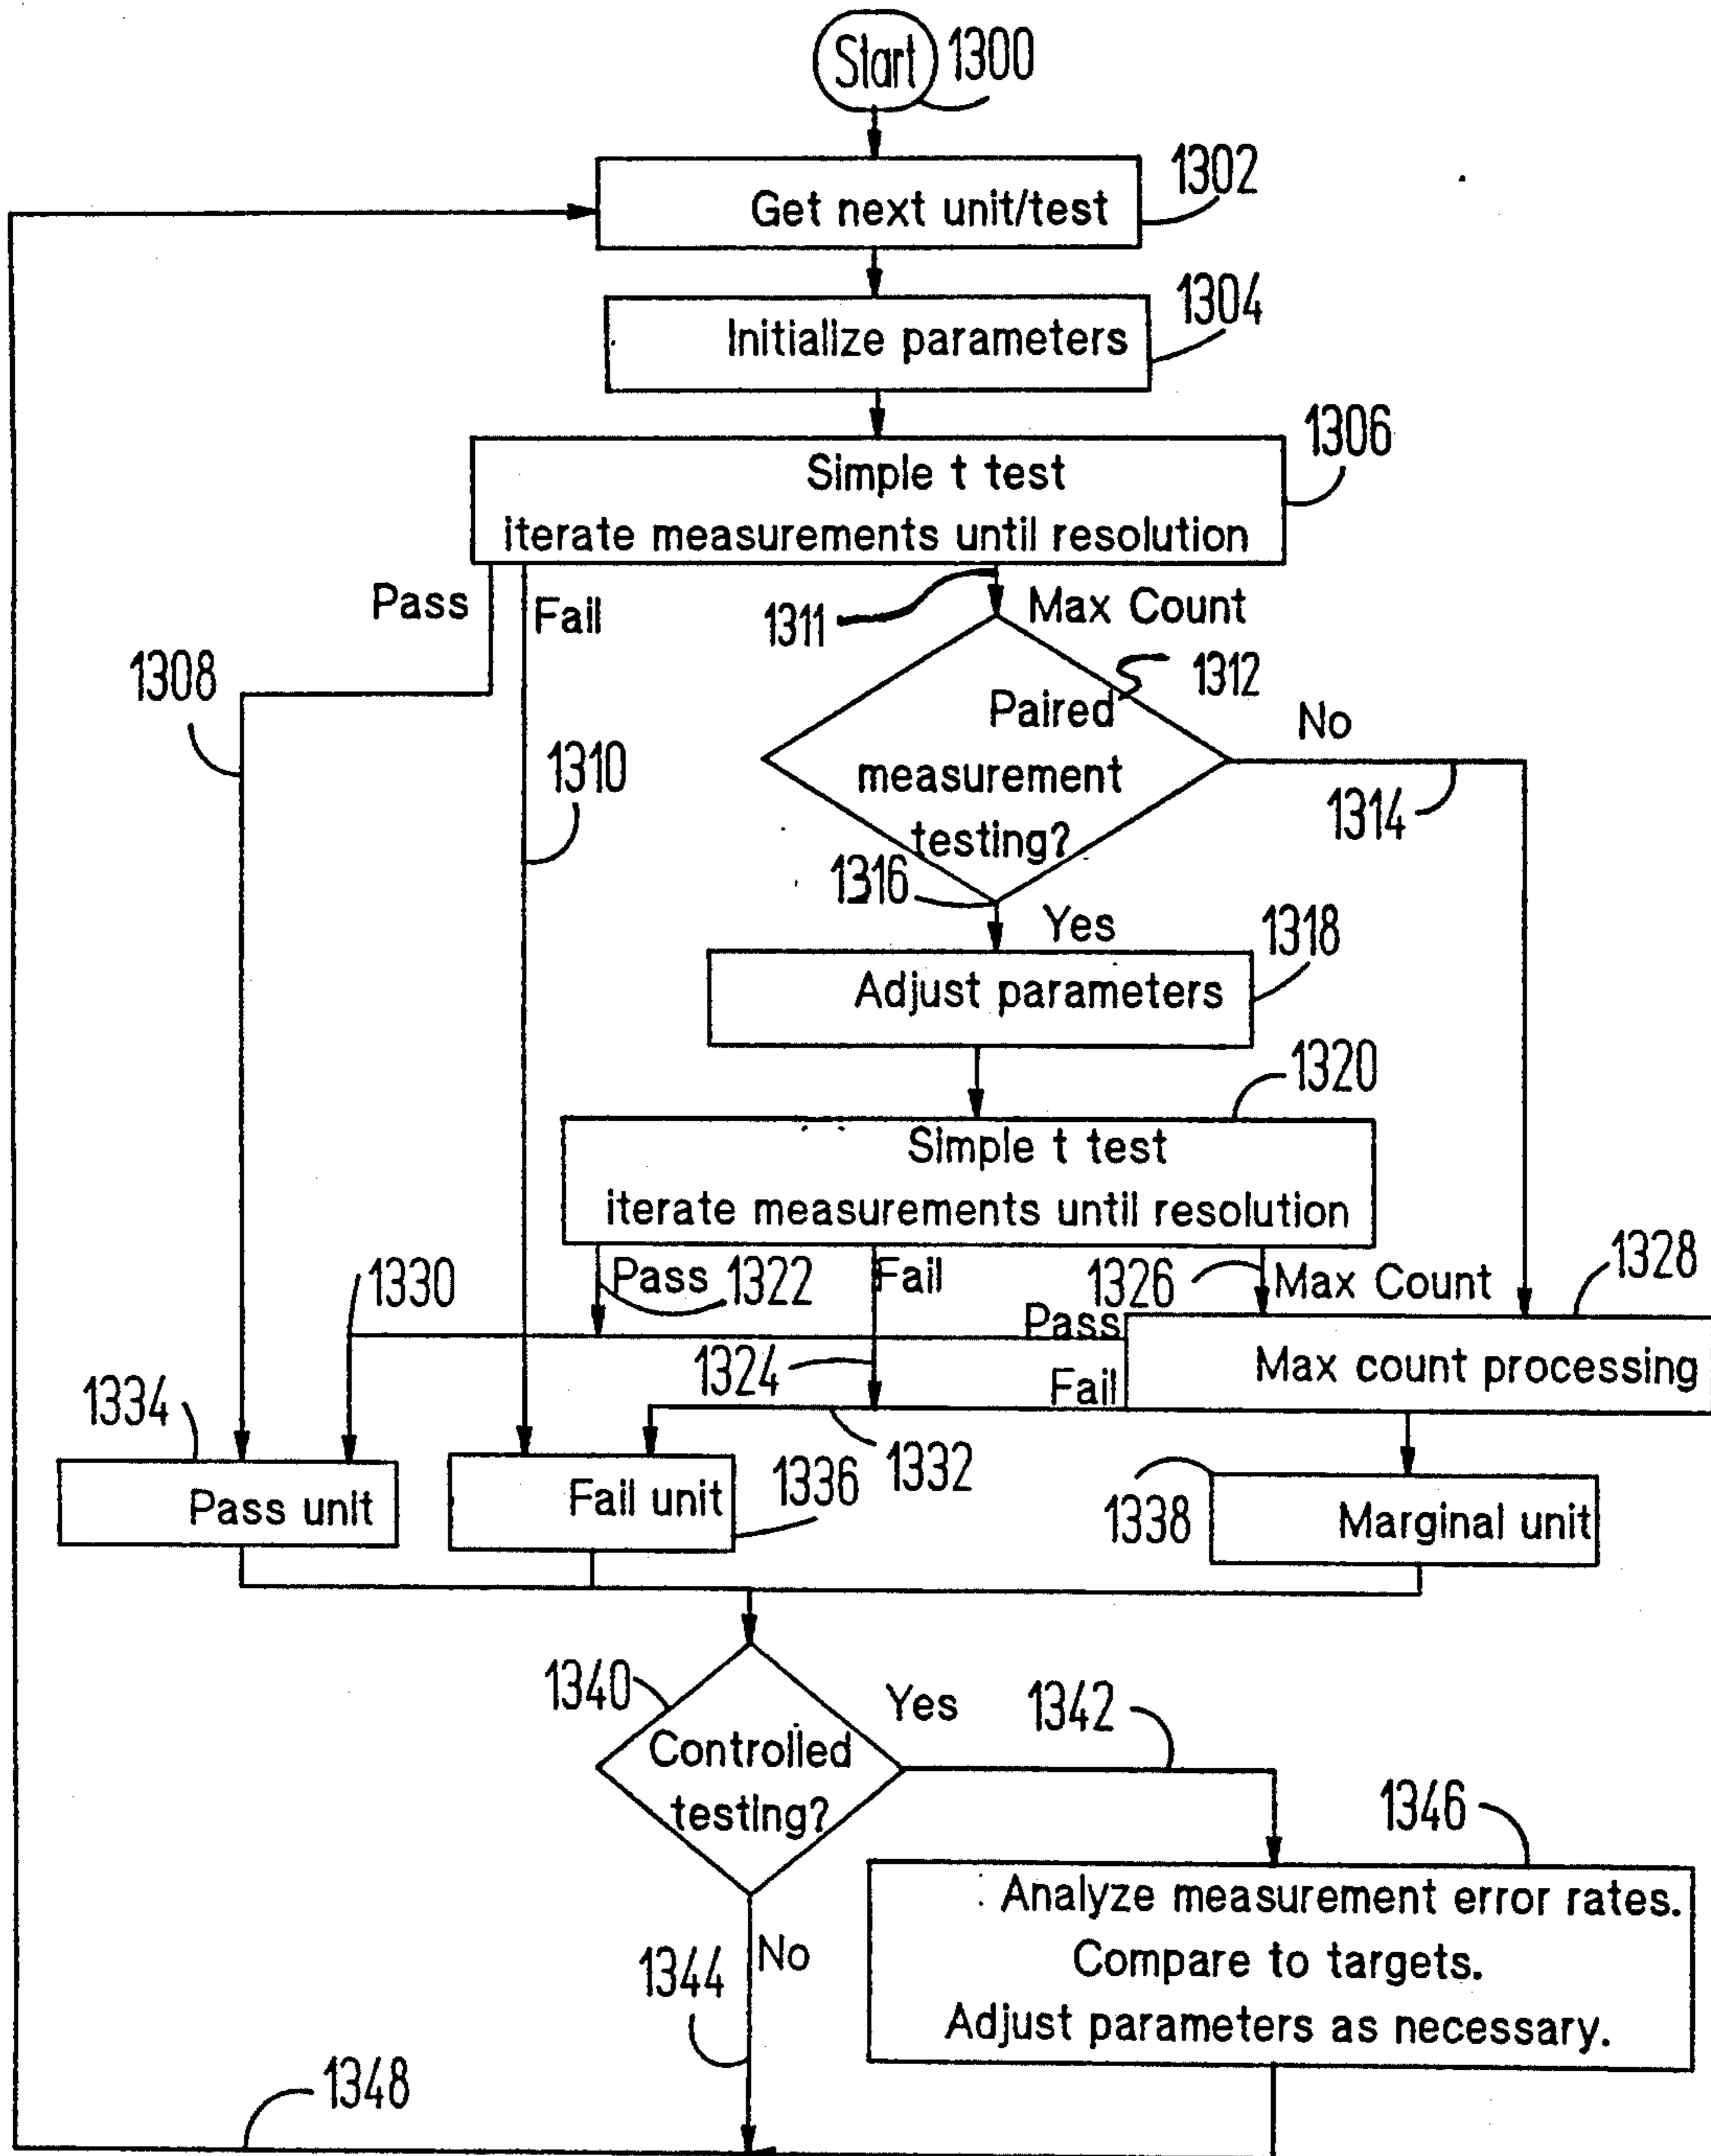 Start 1300
1302
Get next unit/test
1304
Initialize parameters
1306
Simple t test
iterate measurements until resolution
Pass
Fail
1311
Max Count
1308
1312
Paired
measurement
testing?
No
1310
1314
1316
Yes
1318
Adjust parameters
1320
Simple t test
iterate measurements until resolution
1330
Pass 1322
Fail
1326
Max Count
1328
Pass
Max count processing
1324
Fail
1334
1332
Pass unit
Fail unit
1336
1338
Marginal unit
1340
Yes
1342
Controlled
testing?
1346
Analyze measurement error rates.
Compare to targets.
Adjust parameters as necessary.
No
1344
1348